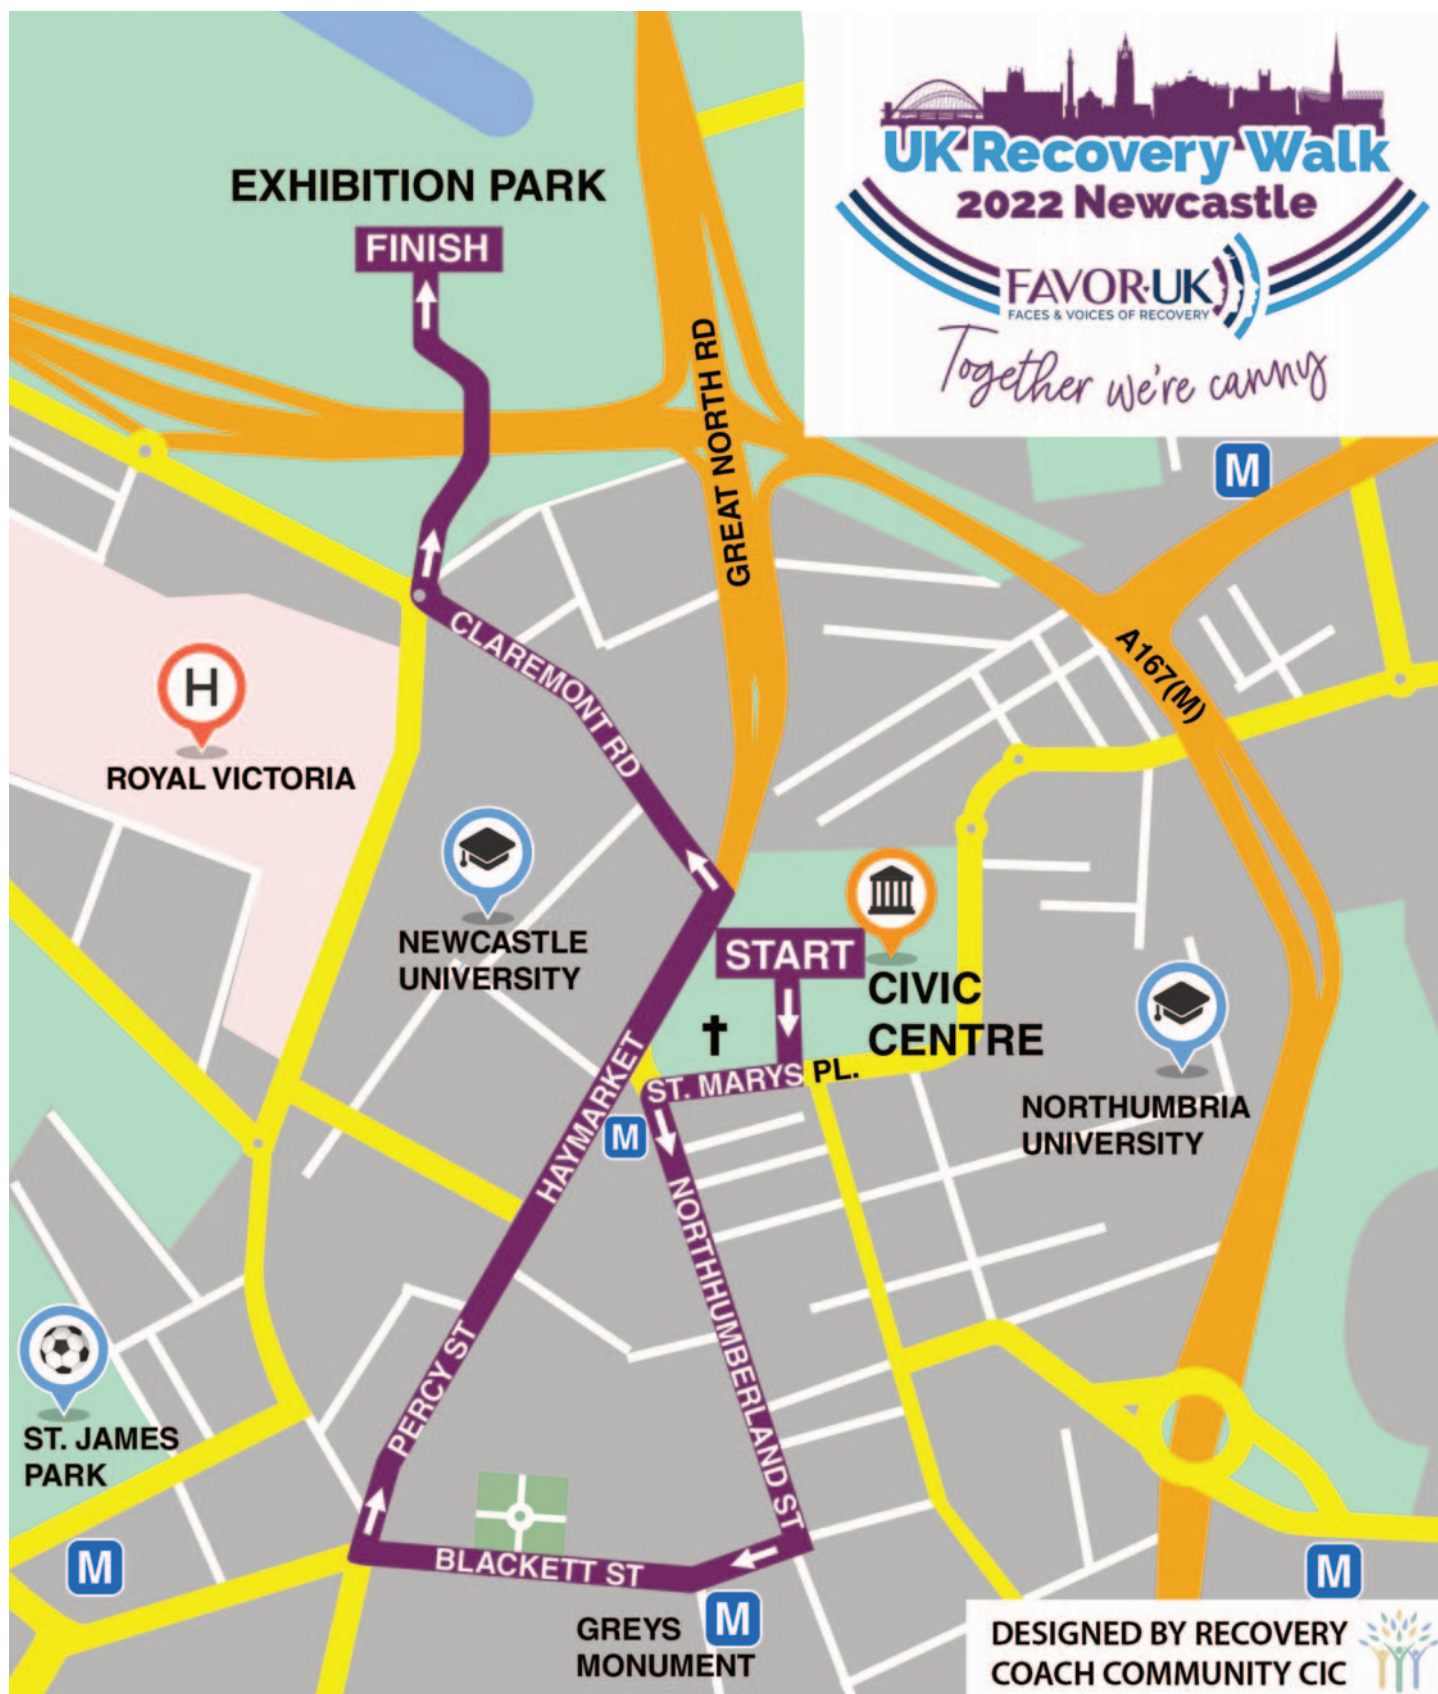 UK Recovery Walk
2022 Newcastle
FAVOR UK
FACES & VOICES OF RECOVERY
Together we're canny
EXHIBITION PARK
FINISH
GREAT NORTH RD
M
A167(M)
CLAREMONT RD
H
ROYAL VICTORIA
NEWCASTLE
UNIVERSITY
START
CIVIC
CENTRE
HAYMARKET
ST. MARYS PL.
M
NORTHUMBRIA
UNIVERSITY
NORTHHUMBERLAND ST
PERCY ST
ST. JAMES
PARK
M
BLACKETT ST
GREYS
MONUMENT
M
M
DESIGNED BY RECOVERY
COACH COMMUNITY CIC